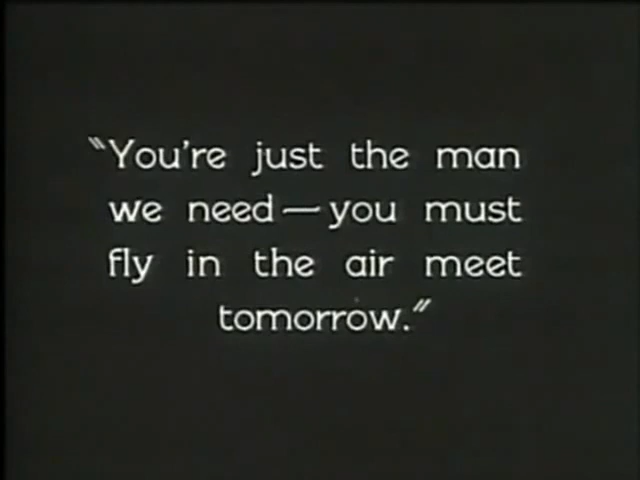 "You're just the man
we need — you must
fly in the air meet
tomorrow."